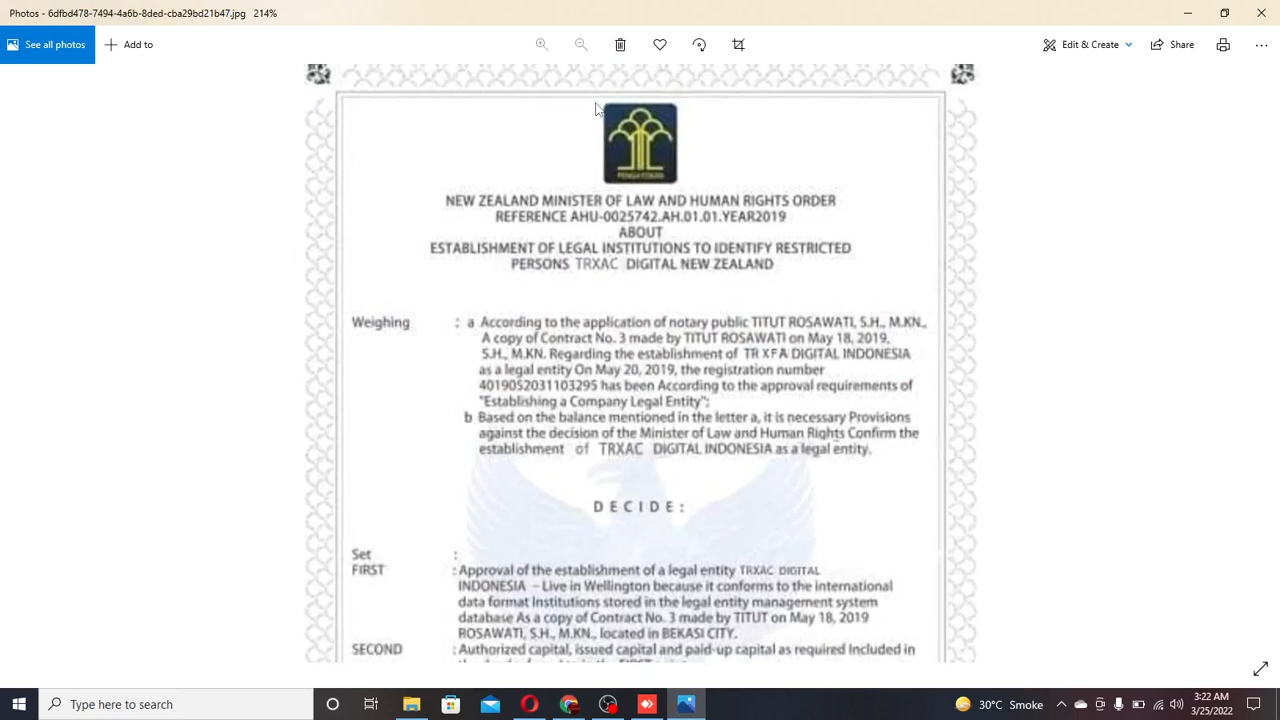 Photos - 6dfbd478-7494-4a6b-8ded-cba29bd21b47.jpg   214%
See all photos
Add to
Edit & Create
Share
NEW ZEALAND MINISTER OF LAW AND HUMAN RIGHTS ORDER
REFERENCE AHU-0025742.AH.01.01.YEAR2019
ABOUT
ESTABLISHMENT OF LEGAL INSTITUTIONS TO IDENTIFY RESTRICTED
PERSONS TRXAC DIGITAL NEW ZEALAND
Weighing : a According to the application of notary public TITUT ROSAWATI, S.H., M.KN.,
A copy of Contract No. 3 made by TITUT ROSAWATI on May 18, 2019,
S.H., M.KN. Regarding the establishment of TRXFA DIGITAL INDONESIA
as a legal entity On May 20, 2019, the registration number
4019052031103295 has been According to the approval requirements of
"Establishing a Company Legal Entity";
b Based on the balance mentioned in the letter a, it is necessary Provisions
against the decision of the Minister of Law and Human Rights Confirm the
establishment of TRXAC DIGITAL INDONESIA as a legal entity.
D E C I D E :
Set :
FIRST : Approval of the establishment of a legal entity TRXAC DIGITAL
INDONESIA - Live in Wellington because it conforms to the international
data format Institutions stored in the legal entity management system
database As a copy of Contract No. 3 made by TITUT on May 18, 2019
ROSAWATI, S.H., M.KN., located in BEKASI CITY.
SECOND : Authorized capital, issued capital and paid-up capital as required Included in
Type here to search
30°C Smoke
3:22 AM
3/25/2022